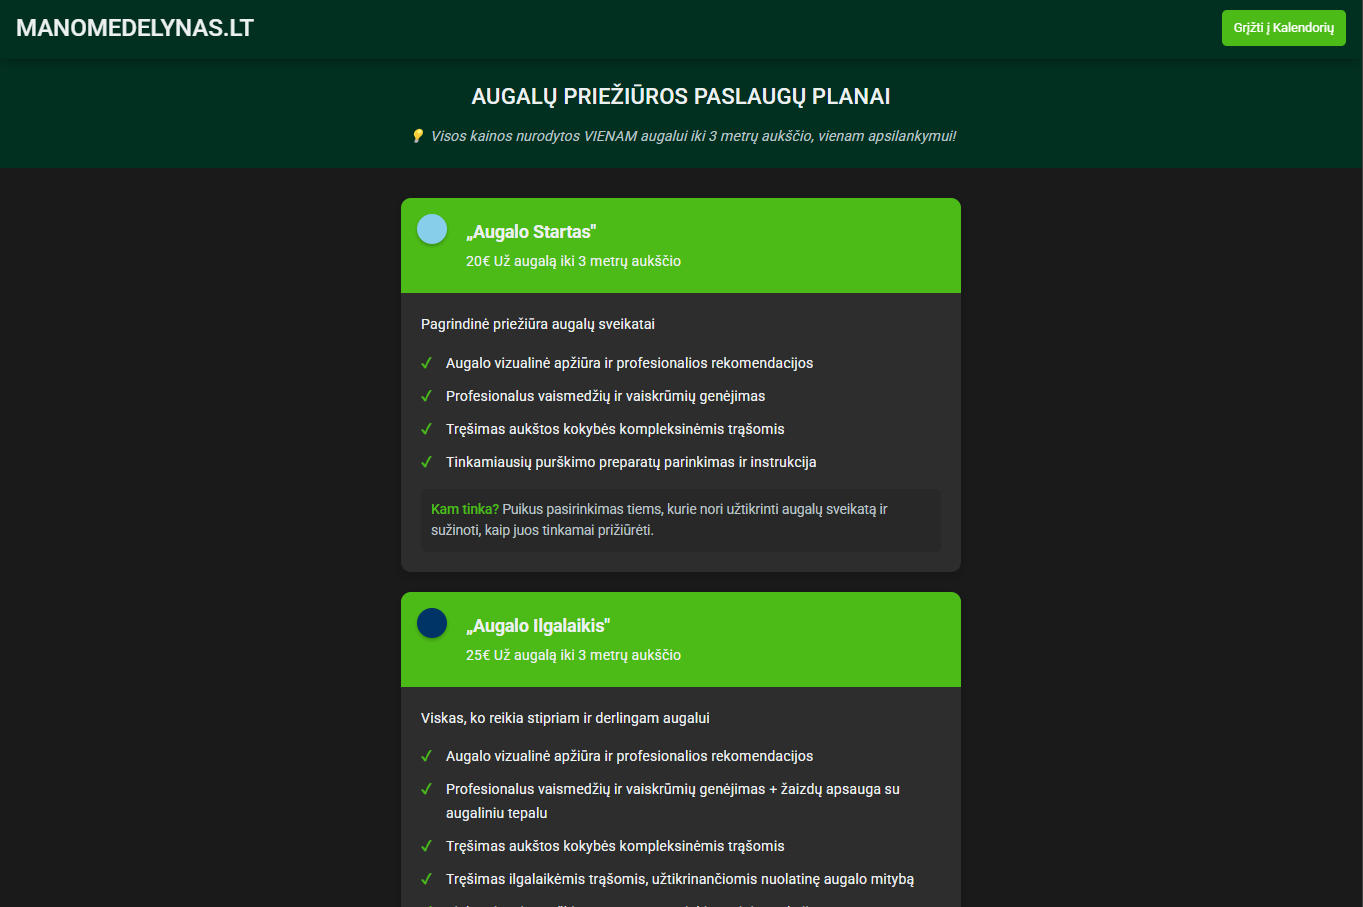 MANOMEDELYNAS.LT
Grįžti į Kalendorių
AUGALŲ PRIEŽIŪROS PASLAUGŲ PLANAI
💡 Visos kainos nurodytos VIENAM augalui iki 3 metrų aukščio, vienam apsilankymui!
„Augalo Startas"
20€ Už augalą iki 3 metrų aukščio
Pagrindinė priežiūra augalų sveikatai
✓ Augalo vizualinė apžiūra ir profesionalios rekomendacijos
✓ Profesionalus vaismedžių ir vaiskrūmių genėjimas
✓ Tręšimas aukštos kokybės kompleksinėmis trąšomis
✓ Tinkamiausių purškimo preparatų parinkimas ir instrukcija
Kam tinka? Puikus pasirinkimas tiems, kurie nori užtikrinti augalų sveikatą ir
sužinoti, kaip juos tinkamai prižiūrėti.
„Augalo Ilgalaikis"
25€ Už augalą iki 3 metrų aukščio
Viskas, ko reikia stipriam ir derlingam augalui
✓ Augalo vizualinė apžiūra ir profesionalios rekomendacijos
✓ Profesionalus vaismedžių ir vaiskrūmių genėjimas + žaizdų apsauga su
augaliniu tepalu
✓ Tręšimas aukštos kokybės kompleksinėmis trąšomis
✓ Tręšimas ilgalaikėmis trąšomis, užtikrinančiomis nuolatinę augalo mitybą